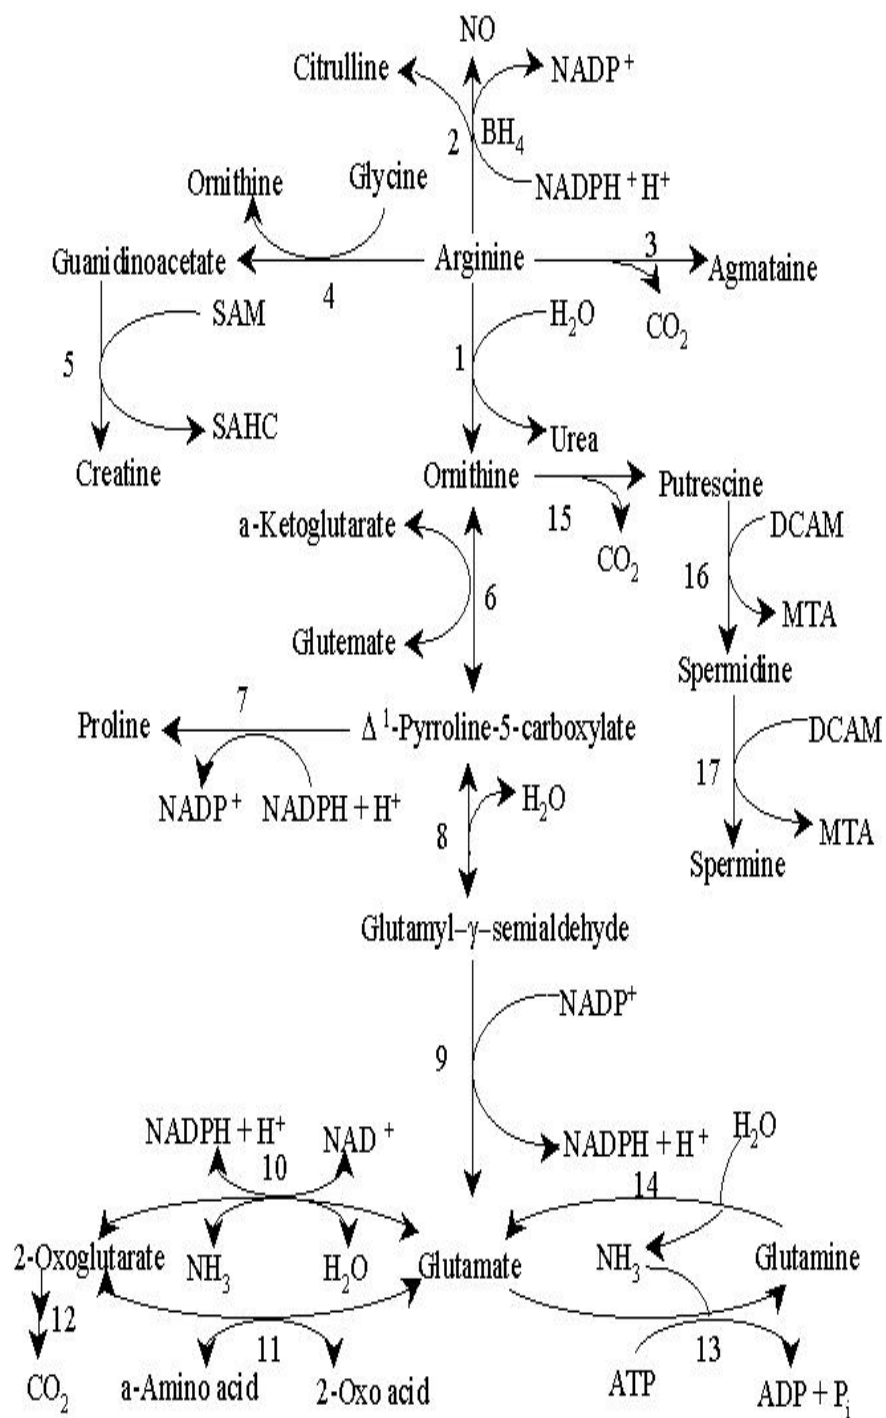 NO
Citrulline
NADP⁺
2
BH₄
Ornithine
Glycine
NADPH⁺H⁺
Guanidinoacetate
Arginine
3
Agmataine
4
CO₂
SAM
H₂O
5
1
SAHC
Urea
Creatine
Ornithine
Putrescine
a-Ketoglutarate
15
DCAM
CO₂
16
6
MTA
Glutemate
Spermidine
7
Proline
Δ¹-Pyrroline-5-carboxylate
DCAM
17
NADP⁺
NADPH + H⁺
H₂O
8
MTA
Spermine
Glutamyl–γ–semialdehyde
NADP⁺
9
NADPH + H⁺
NAD⁺
H₂O
NADPH + H⁺
10
14
2-Oxoglutarate
NH₃
H₂O
Glutamate
NH₃
Glutamine
12
11
13
CO₂
a-Amino acid
2-Oxo acid
ATP
ADP + Pᵢ